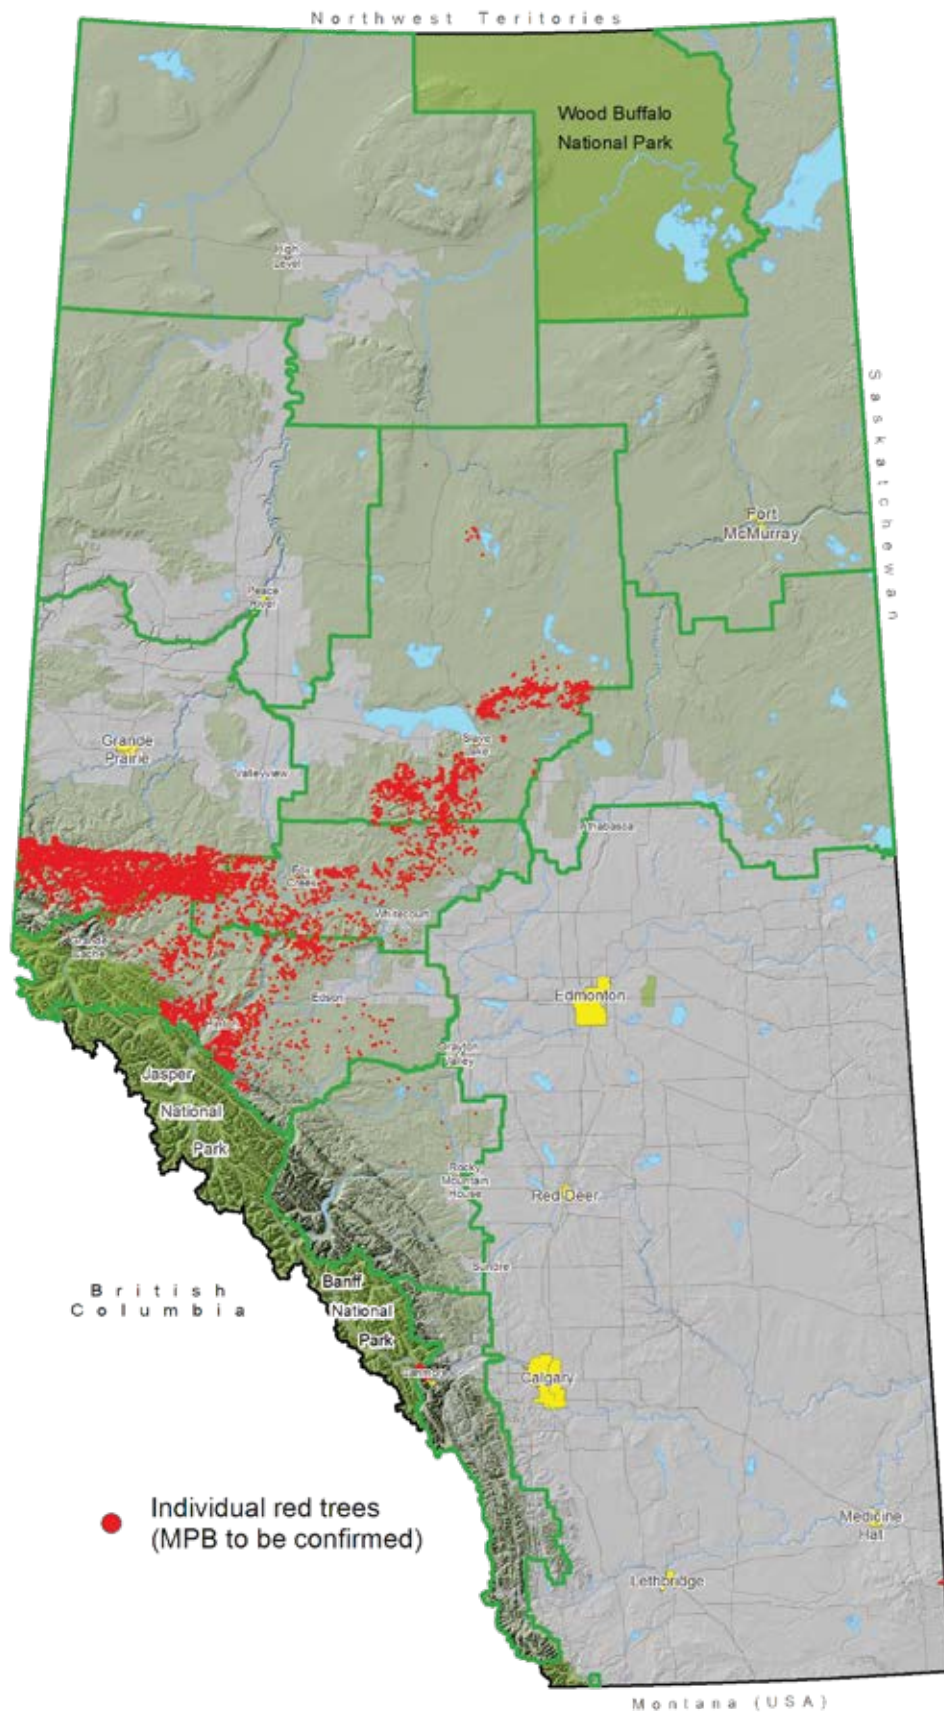 Northwest Teritories
Wood Buffalo
National Park
High
Level
Saskatchewan
Fort
McMurray
Peace
River
Grande
Prairie
Valleyview
Slave
Lake
Athabasca
Fox
Creek
Whitecourt
Grande
Cache
Edson
Hinton
Edmonton
Drayton
Valley
Jasper
National
Park
Rocky
Mountain
House
Red Deer
Sundre
British
Columbia
Banff
National
Park
Canmore
Calgary
Individual red trees
(MPB to be confirmed)
Medicine
Hat
Lethbridge
Montana (USA)